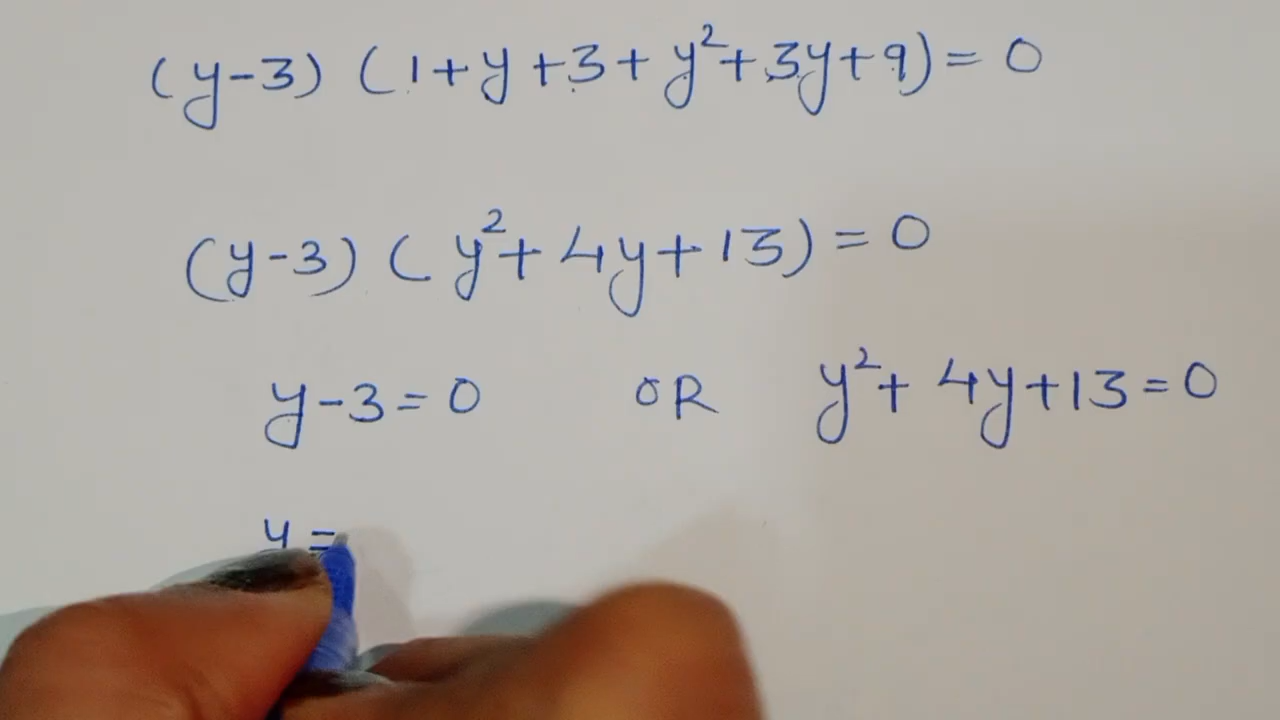 (y-3) (1+y+3+y²+3y+9)=0
(y-3) (y²+4y+13)=0
y-3=0 OR y²+4y+13=0
y=